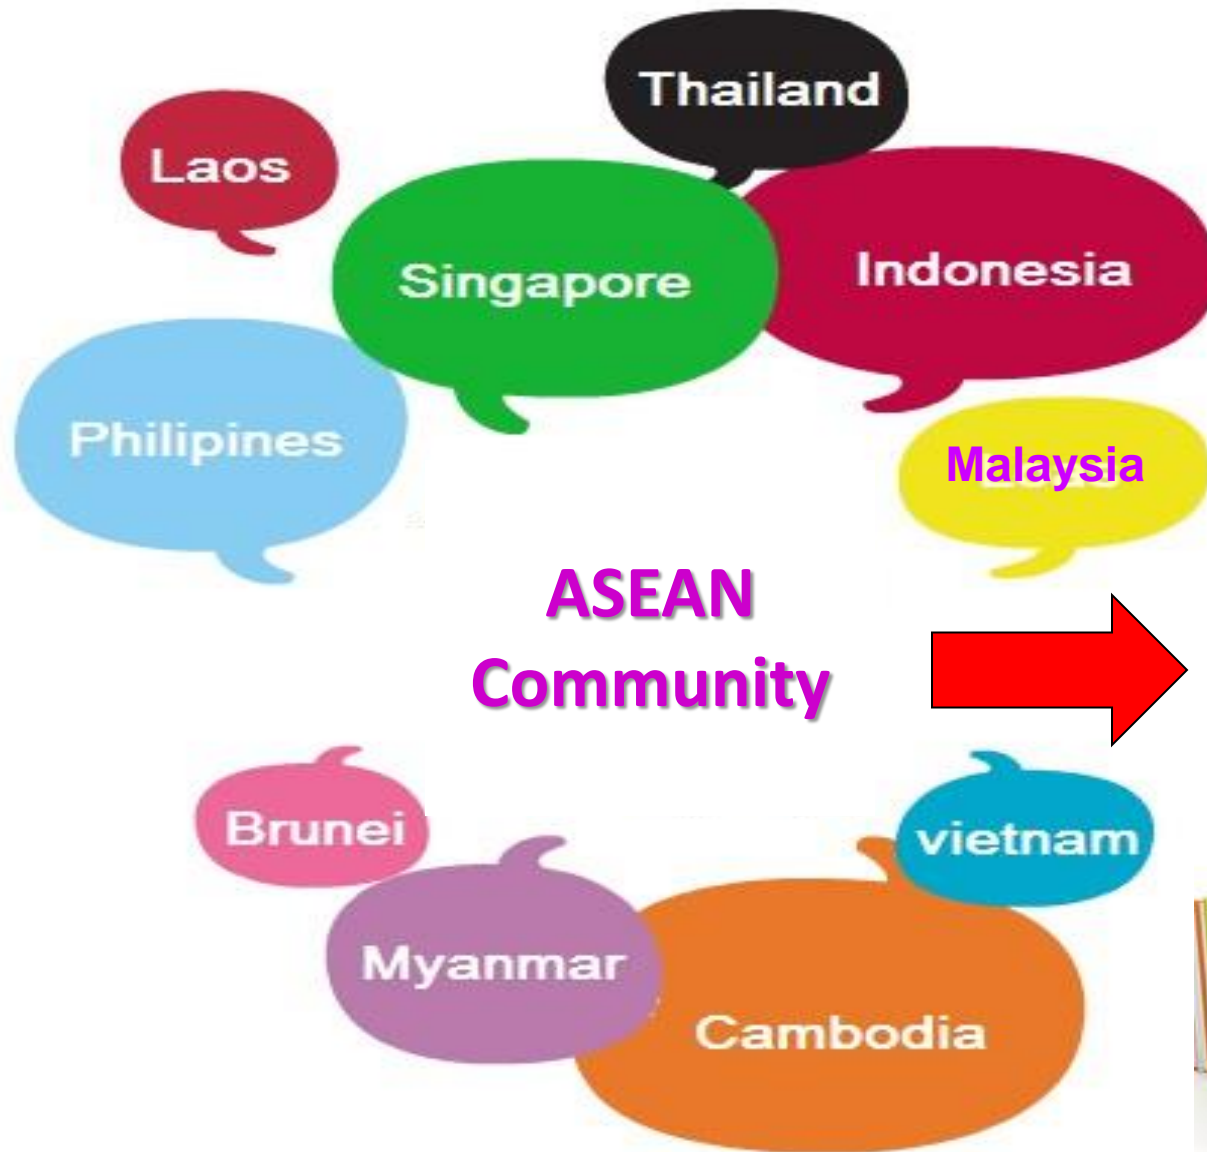 Thailand
Laos
Singapore
Indonesia
Philipines
Malaysia
ASEAN
Community
Brunei
vietnam
Myanmar
Cambodia